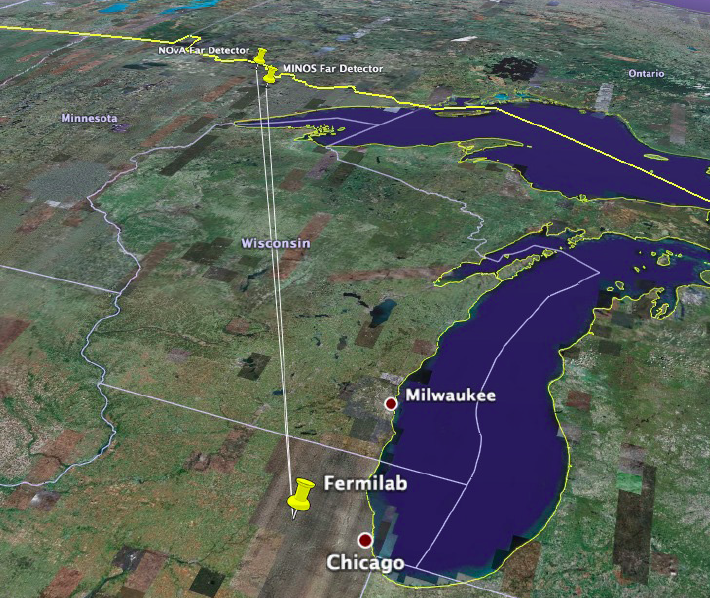 NOvA Far Detector
MINOS Far Detector
Ontario
Minnesota
Wisconsin
Milwaukee
Fermilab
Chicago